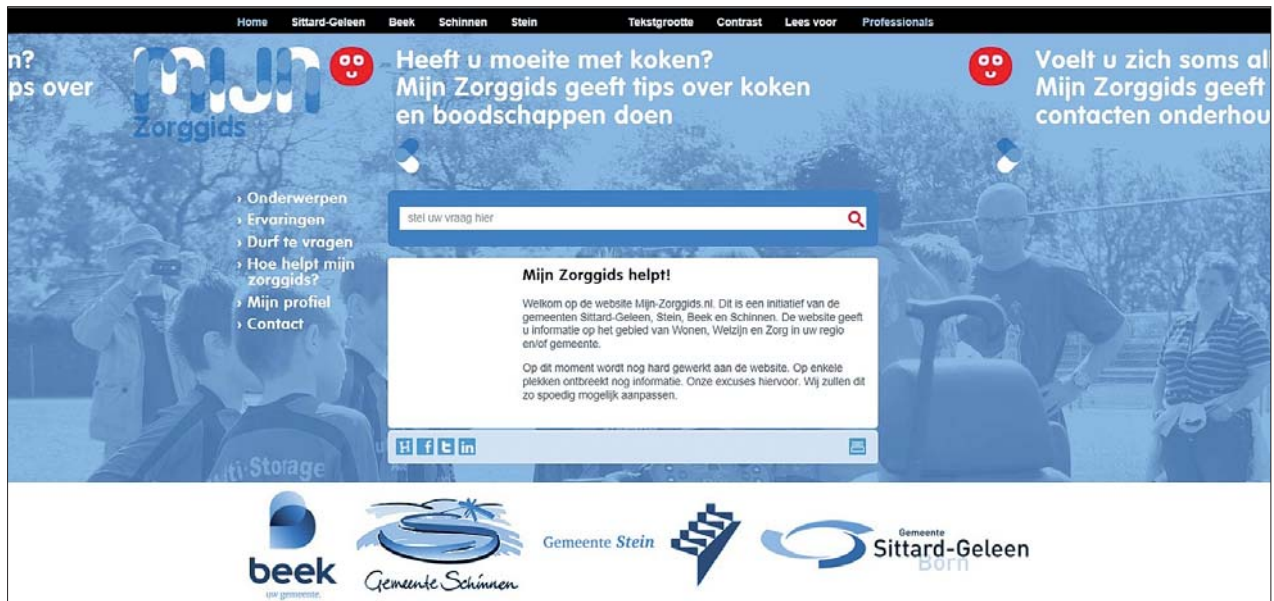 Home Sittard-Geleen Beek Schinnen Stein Tekstgrootte Contrast Lees voor Professionals
n?
ps over
mijn
Zorggids
Heeft u moeite met koken?
Mijn Zorggids geeft tips over koken
en boodschappen doen
Voelt u zich soms al
Mijn Zorggids geeft
contacten onderhou
› Onderwerpen
› Ervaringen
› Durf te vragen
› Hoe helpt mijn
zorggids?
› Mijn profiel
› Contact
stel uw vraag hier
Mijn Zorggids helpt!
Welkom op de website Mijn-Zorggids.nl. Dit is een initiatief van de
gemeenten Sittard-Geleen, Stein, Beek en Schinnen. De website geeft
u informatie op het gebied van Wonen, Welzijn en Zorg in uw regio
en/of gemeente.
Op dit moment wordt nog hard gewerkt aan de website. Op enkele
plekken ontbreekt nog informatie. Onze excuses hiervoor. Wij zullen dit
zo spoedig mogelijk aanpassen.
H f t in
uti-Storage
beek
uw gemeente.
Gemeente Schinnen
Gemeente Stein
Gemeente
Sittard-Geleen
Born